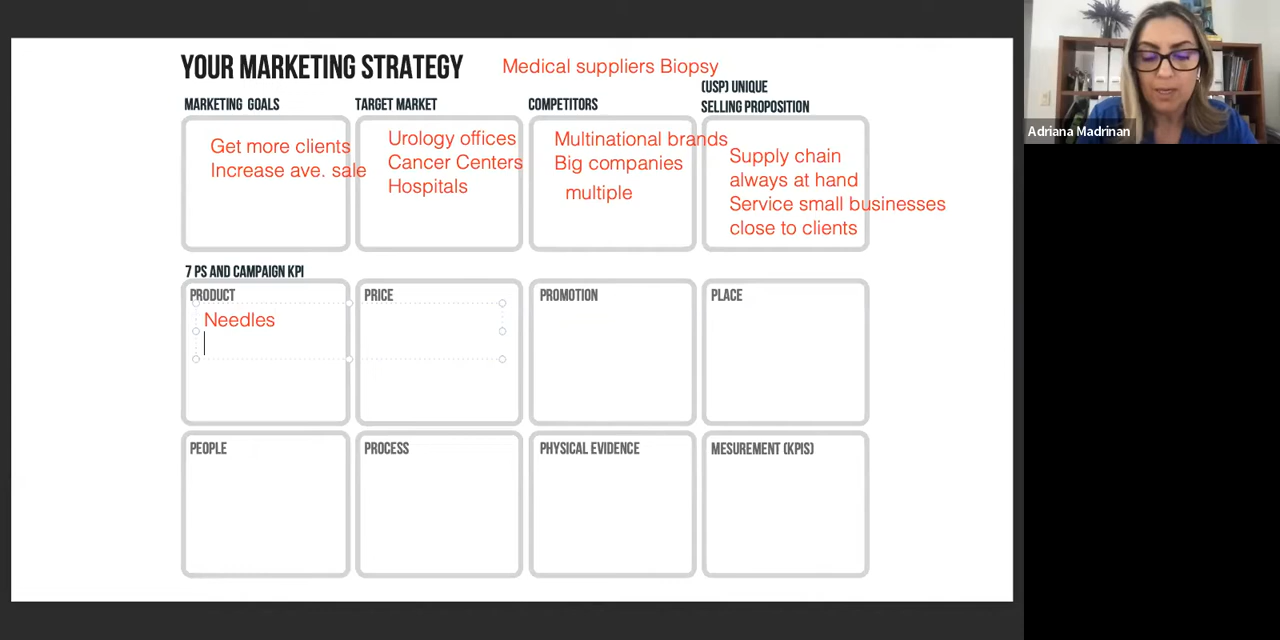 YOUR MARKETING STRATEGY
Medical suppliers Biopsy
MARKETING GOALS
TARGET MARKET
COMPETITORS
(USP) UNIQUE
SELLING PROPOSITION
Get more clients
Increase ave. sale
Urology offices
Cancer Centers
Hospitals
Multinational brands
Big companies
multiple
Supply chain
always at hand
Service small businesses
close to clients
7 PS AND CAMPAIGN KPI
PRODUCT
Needles
PRICE
PROMOTION
PLACE
PEOPLE
PROCESS
PHYSICAL EVIDENCE
MESUREMENT (KPIS)
Adriana Madrinan